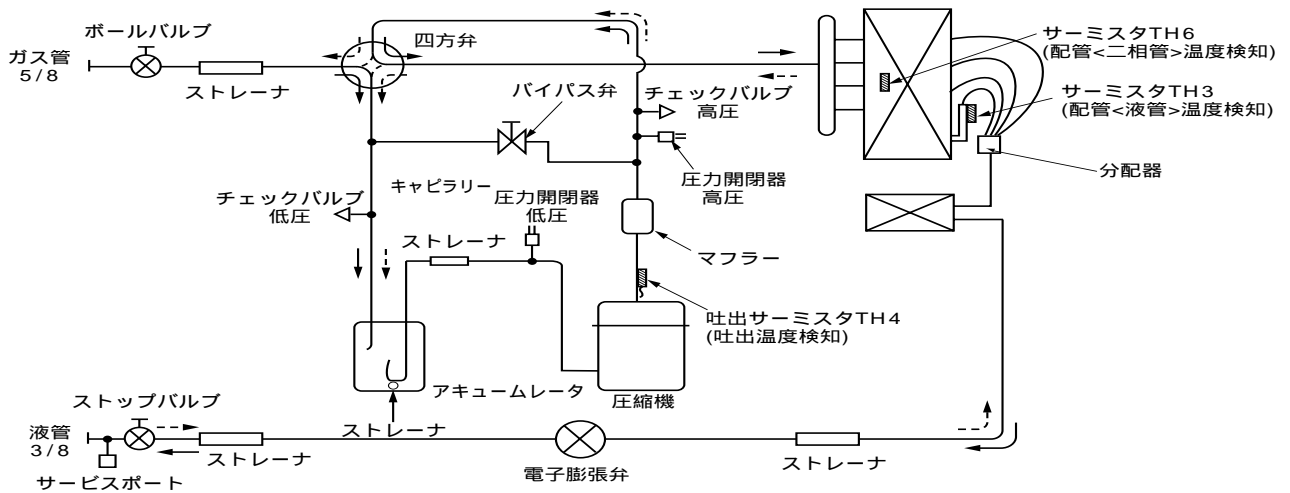 ボールバルブ
ガス管
5/8
ストレーナ
四方弁
バイパス弁
チェックバルブ
高圧
サーミスタTH6
(配管<二相管>温度検知)
サーミスタTH3
(配管<液管>温度検知)
分配器
圧力開閉器
高圧
キャピラリー
チェックバルブ
低圧
圧力開閉器
低圧
ストレーナ
マフラー
吐出サーミスタTH4
(吐出温度検知)
アキュームレータ
圧縮機
ストップバルブ
液管
3/8
ストレーナ
ストレーナ
サービスポート
電子膨張弁
ストレーナ